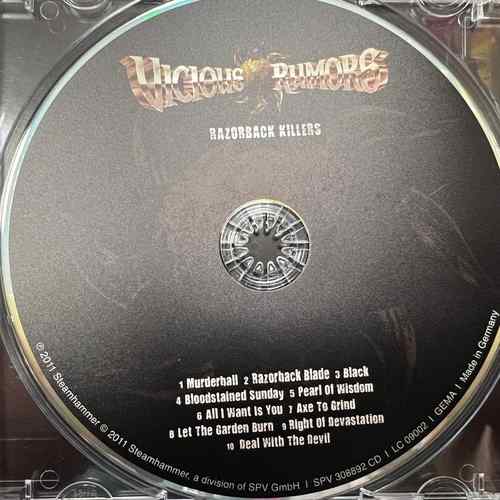 VICIOUS RUMORS
RAZORBACK KILLERS
1 Murderball 2 Razorback Blade 3 Black
4 Bloodstained Sunday 5 Pearl Of Wisdom
6 All I Want Is You 7 Axe To Grind
8 Let The Garden Burn 9 Right Of Devastation
10 Deal With The Devil
℗ 2011 Steamhammer © 2011 Steamhammer, a division of SPV GmbH I SPV 308892 CD I LC 09002 I GEMA I Made in Germany